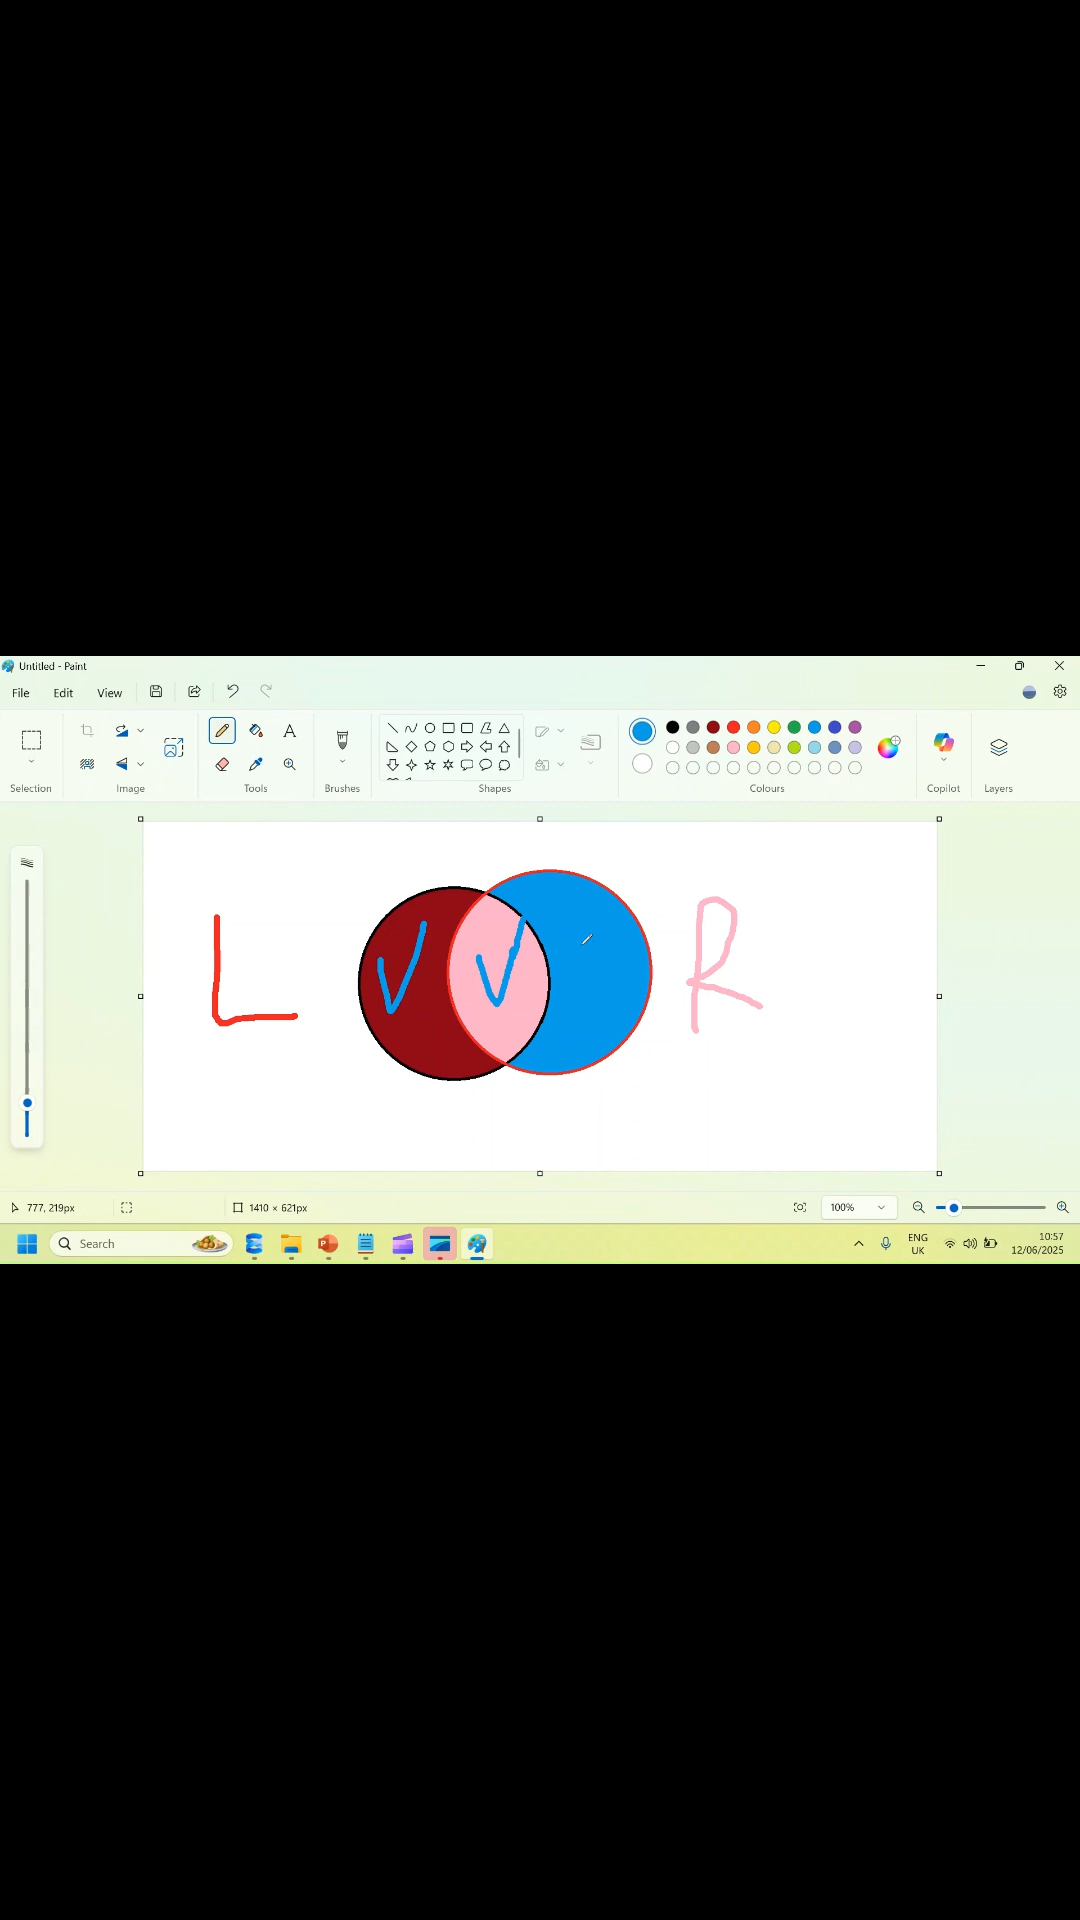 Untitled - Paint
File Edit View
A
Selection Image Tools Brushes Shapes Colours Copilot Layers
L V V R
777, 219px 1410 × 621px 100%
Search ENG 10:57
UK 12/06/2025